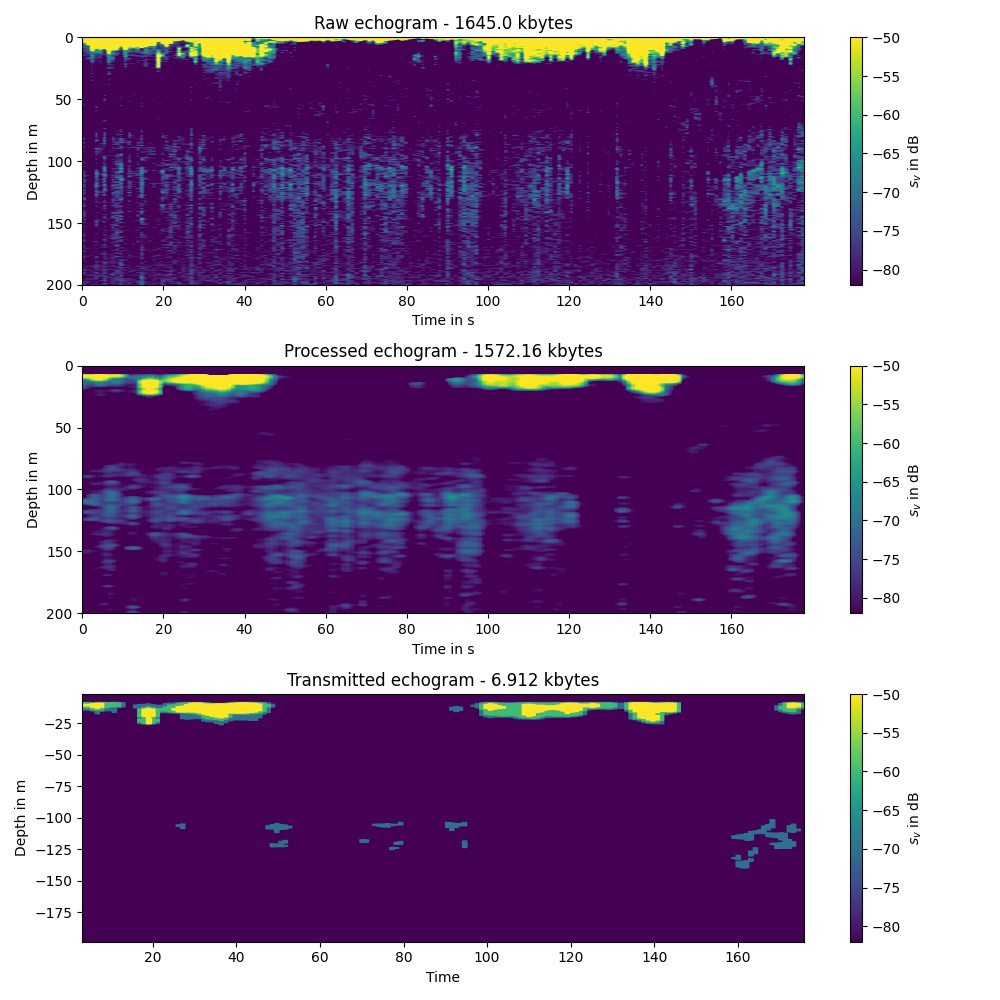 Raw echogram - 1645.0 kbytes
0
50
100
150
200
Depth in m
0 20 40 60 80 100 120 140 160
Time in s
−50
−55
−60
−65
−70
−75
−80
sᵥ in dB
Processed echogram - 1572.16 kbytes
0
50
100
150
200
Depth in m
0 20 40 60 80 100 120 140 160
Time in s
−50
−55
−60
−65
−70
−75
−80
sᵥ in dB
Transmitted echogram - 6.912 kbytes
−25
−50
−75
−100
−125
−150
−175
Depth in m
20 40 60 80 100 120 140 160
Time
−50
−55
−60
−65
−70
−75
−80
sᵥ in dB